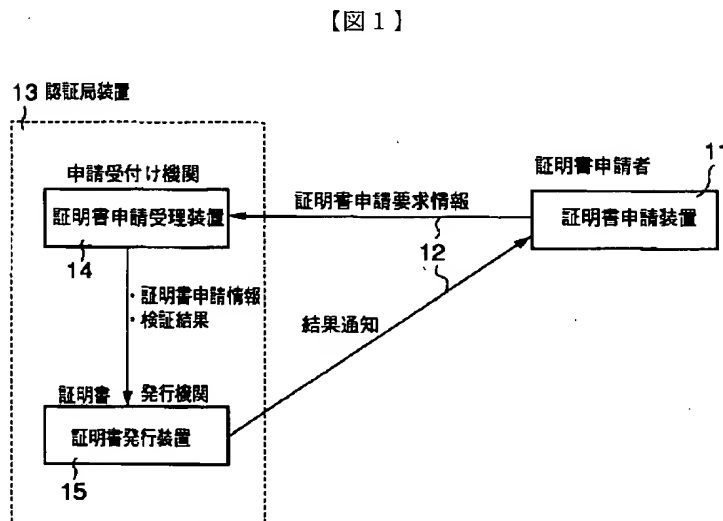 【図1】
13 認証局装置
申請受付け機関
証明書申請受理装置
14
証明書申請要求情報
12
証明書申請者
11
証明書申請装置
・証明書申請情報
・検証結果
結果通知
証明書 発行機関
証明書発行装置
15